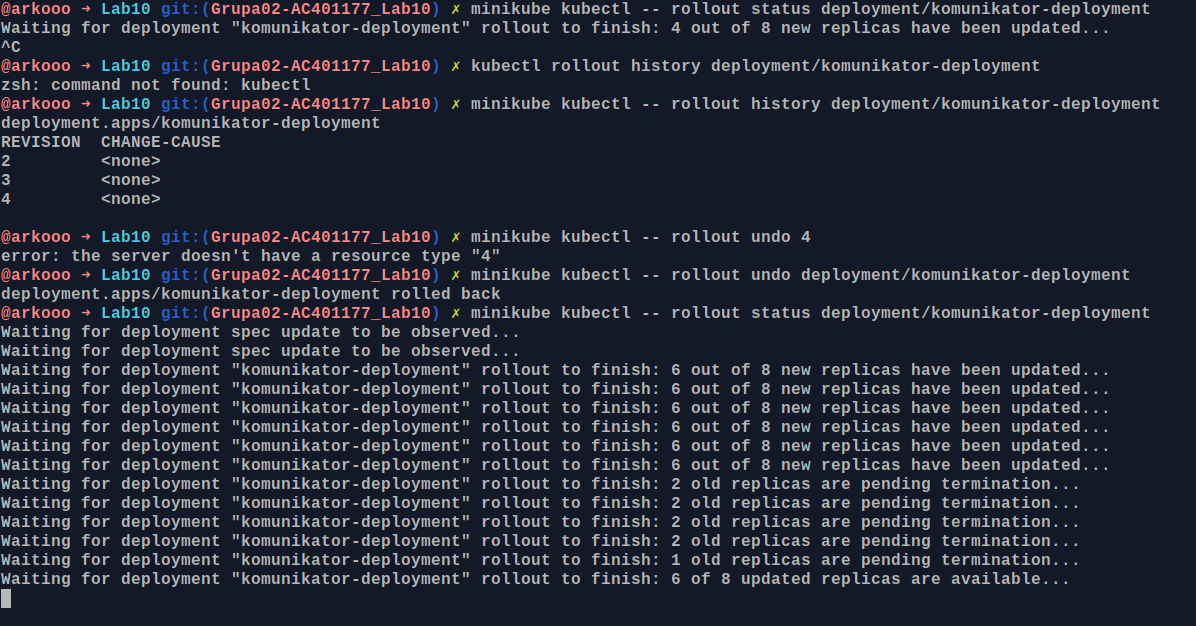 @arkooo → Lab10 git:(Grupa02-AC401177_Lab10) ✗ minikube kubectl -- rollout status deployment/komunikator-deployment
Waiting for deployment "komunikator-deployment" rollout to finish: 4 out of 8 new replicas have been updated...
^C
@arkooo → Lab10 git:(Grupa02-AC401177_Lab10) ✗ kubectl rollout history deployment/komunikator-deployment
zsh: command not found: kubectl
@arkooo → Lab10 git:(Grupa02-AC401177_Lab10) ✗ minikube kubectl -- rollout history deployment/komunikator-deployment
deployment.apps/komunikator-deployment
REVISION  CHANGE-CAUSE
2         <none>
3         <none>
4         <none>

@arkooo → Lab10 git:(Grupa02-AC401177_Lab10) ✗ minikube kubectl -- rollout undo 4
error: the server doesn't have a resource type "4"
@arkooo → Lab10 git:(Grupa02-AC401177_Lab10) ✗ minikube kubectl -- rollout undo deployment/komunikator-deployment
deployment.apps/komunikator-deployment rolled back
@arkooo → Lab10 git:(Grupa02-AC401177_Lab10) ✗ minikube kubectl -- rollout status deployment/komunikator-deployment
Waiting for deployment spec update to be observed...
Waiting for deployment spec update to be observed...
Waiting for deployment "komunikator-deployment" rollout to finish: 6 out of 8 new replicas have been updated...
Waiting for deployment "komunikator-deployment" rollout to finish: 6 out of 8 new replicas have been updated...
Waiting for deployment "komunikator-deployment" rollout to finish: 6 out of 8 new replicas have been updated...
Waiting for deployment "komunikator-deployment" rollout to finish: 6 out of 8 new replicas have been updated...
Waiting for deployment "komunikator-deployment" rollout to finish: 6 out of 8 new replicas have been updated...
Waiting for deployment "komunikator-deployment" rollout to finish: 6 out of 8 new replicas have been updated...
Waiting for deployment "komunikator-deployment" rollout to finish: 2 old replicas are pending termination...
Waiting for deployment "komunikator-deployment" rollout to finish: 2 old replicas are pending termination...
Waiting for deployment "komunikator-deployment" rollout to finish: 2 old replicas are pending termination...
Waiting for deployment "komunikator-deployment" rollout to finish: 2 old replicas are pending termination...
Waiting for deployment "komunikator-deployment" rollout to finish: 1 old replicas are pending termination...
Waiting for deployment "komunikator-deployment" rollout to finish: 6 of 8 updated replicas are available...